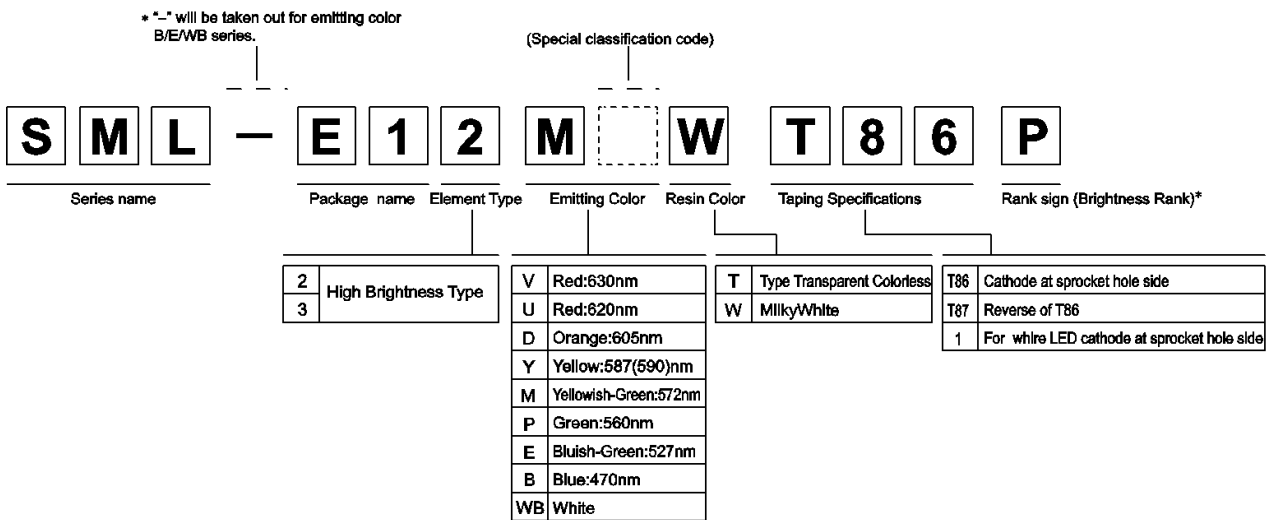 * "–" will be taken out for emitting color
B/E/WB series.
(Special classification code)
S M L – E 1 2 M W T 8 6 P
Series name Package name Element Type Emitting Color Resin Color Taping Specifications Rank sign (Brightness Rank)*
2 High Brightness Type
3
V Red:630nm
U Red:620nm
D Orange:605nm
Y Yellow:587(590)nm
M Yellowish-Green:572nm
P Green:560nm
E Bluish-Green:527nm
B Blue:470nm
WB White
T Type Transparent Colorless
W MilkyWhite
T86 Cathode at sprocket hole side
T87 Reverse of T86
1 For whire LED cathode at sprocket hole side